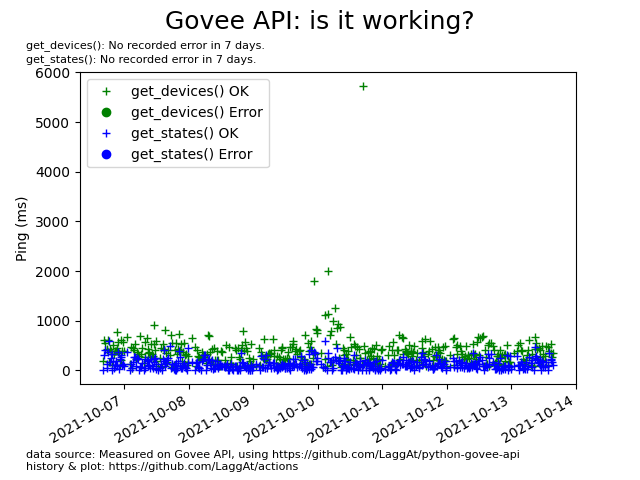 Govee API: is it working?
get_devices(): No recorded error in 7 days.
get_states(): No recorded error in 7 days.
6000
5000
4000
3000
2000
1000
0
Ping (ms)
get_devices() OK
get_devices() Error
get_states() OK
get_states() Error
2021-10-07
2021-10-08
2021-10-09
2021-10-10
2021-10-11
2021-10-12
2021-10-13
2021-10-14
data source: Measured on Govee API, using https://github.com/LaggAt/python-govee-api
history & plot: https://github.com/LaggAt/actions